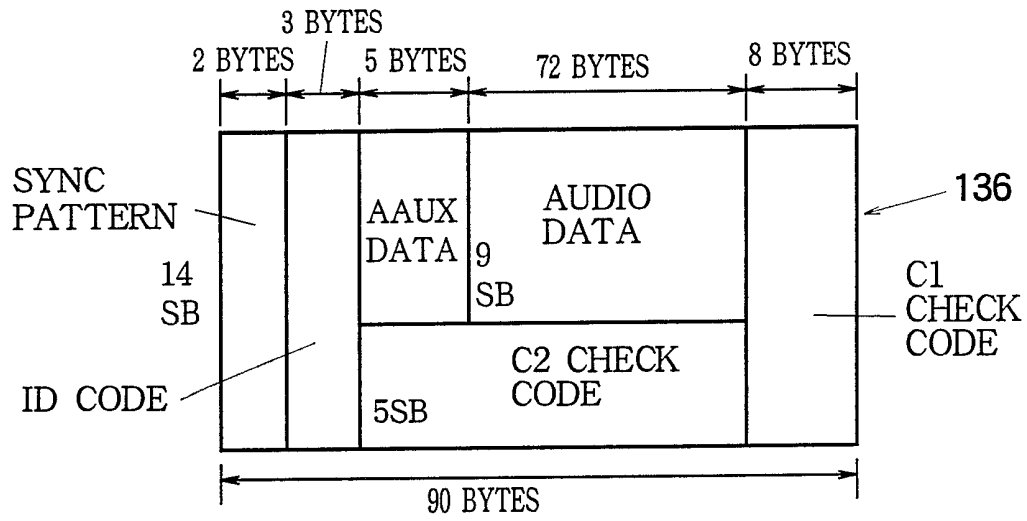 3 BYTES
2 BYTES
5 BYTES
72 BYTES
8 BYTES
SYNC
PATTERN
14
SB
ID CODE
AAUX
DATA
AUDIO
DATA
9
SB
C2 CHECK
CODE
5SB
136
C1
CHECK
CODE
90 BYTES